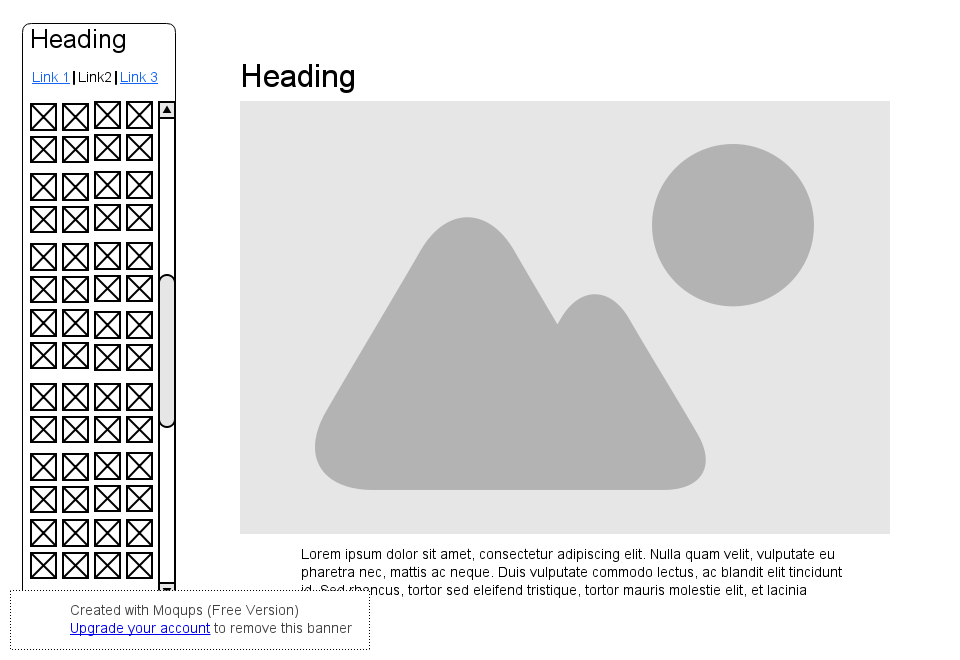 Heading
Link 1|Link2|Link 3
Heading
Lorem ipsum dolor sit amet, consectetur adipiscing elit. Nulla quam velit, vulputate eu
pharetra nec, mattis ac neque. Duis vulputate commodo lectus, ac blandit elit tincidunt
id. Sed rhoncus, tortor sed eleifend tristique, tortor mauris molestie elit, et lacinia
Created with Moqups (Free Version)
Upgrade your account to remove this banner